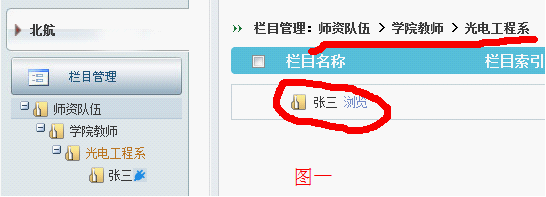 北航
栏目管理
师资队伍
学院教师
光电工程系
张三
栏目管理：师资队伍 > 学院教师 > 光电工程系
栏目名称 栏目索引
张三 浏览
图一